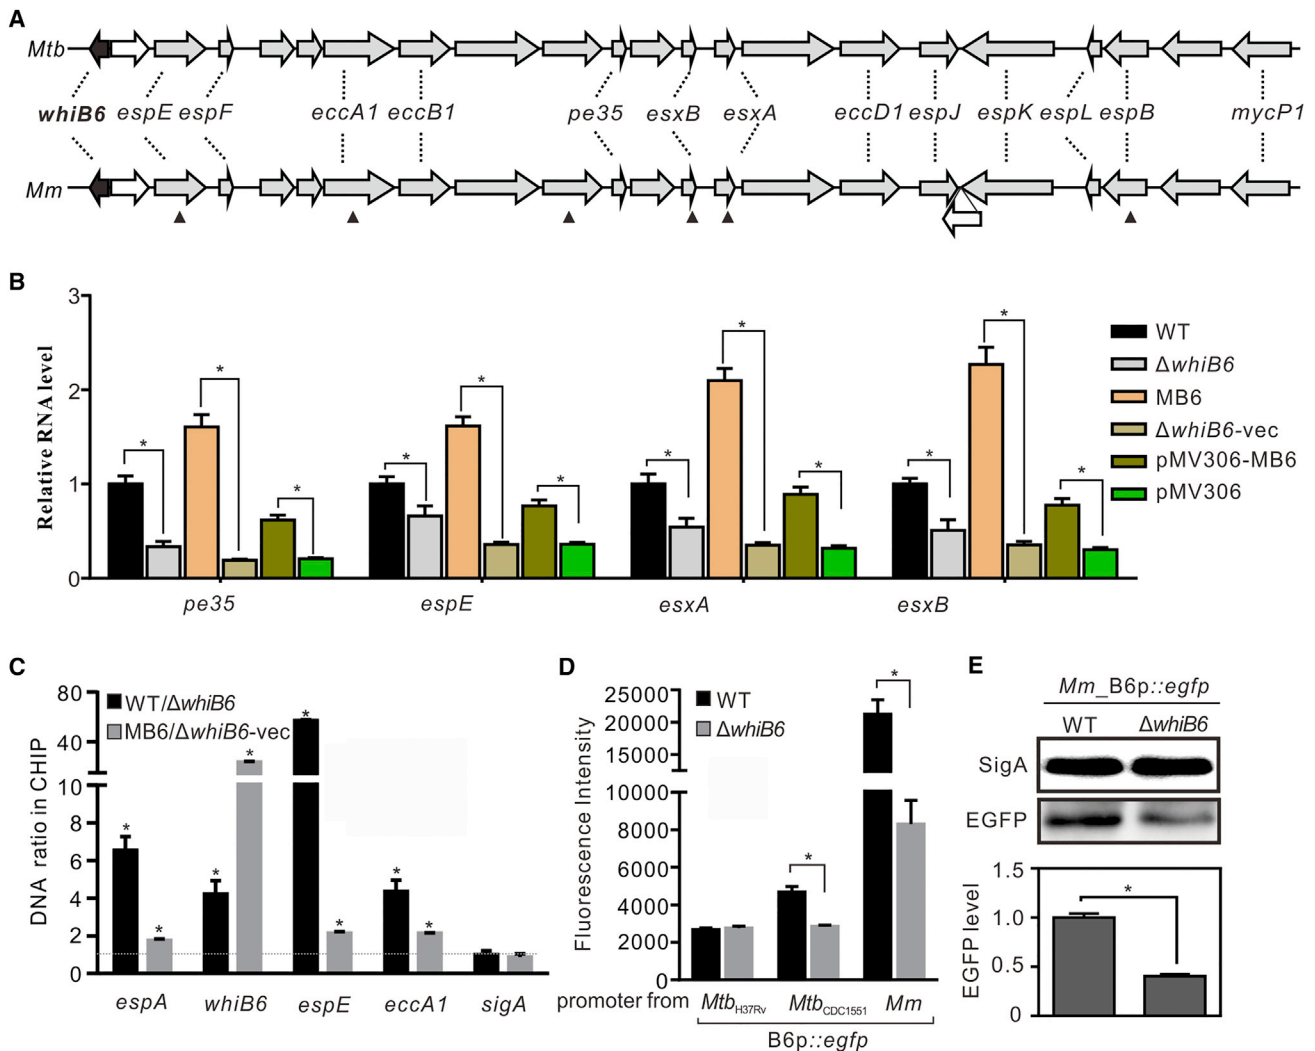 A
Mtb
whiB6 espE espF eccA1 eccB1 pe35 esxB esxA eccD1 espJ espK espL espB mycP1
Mm
B
Relative RNA level
3
2
1
0
* * * * * * * * * * * *
pe35 espE esxA esxB
WT
ΔwhiB6
MB6
ΔwhiB6-vec
pMV306-MB6
pMV306
C
DNA ratio in CHIP
80
40
10
8
6
4
2
0
WT/ΔwhiB6
MB6/ΔwhiB6-vec
* * * * * * * *
espA whiB6 espE eccA1 sigA
D
Fluorescence Intensity
25000
20000
15000
10000
8000
6000
4000
2000
0
WT
ΔwhiB6
* *
promoter from MtbH37Rv MtbCDC1551 Mm
B6p::egfp
E
Mm_B6p::egfp
WT ΔwhiB6
SigA
EGFP
EGFP level
1.5
1.0
0.5
0
*